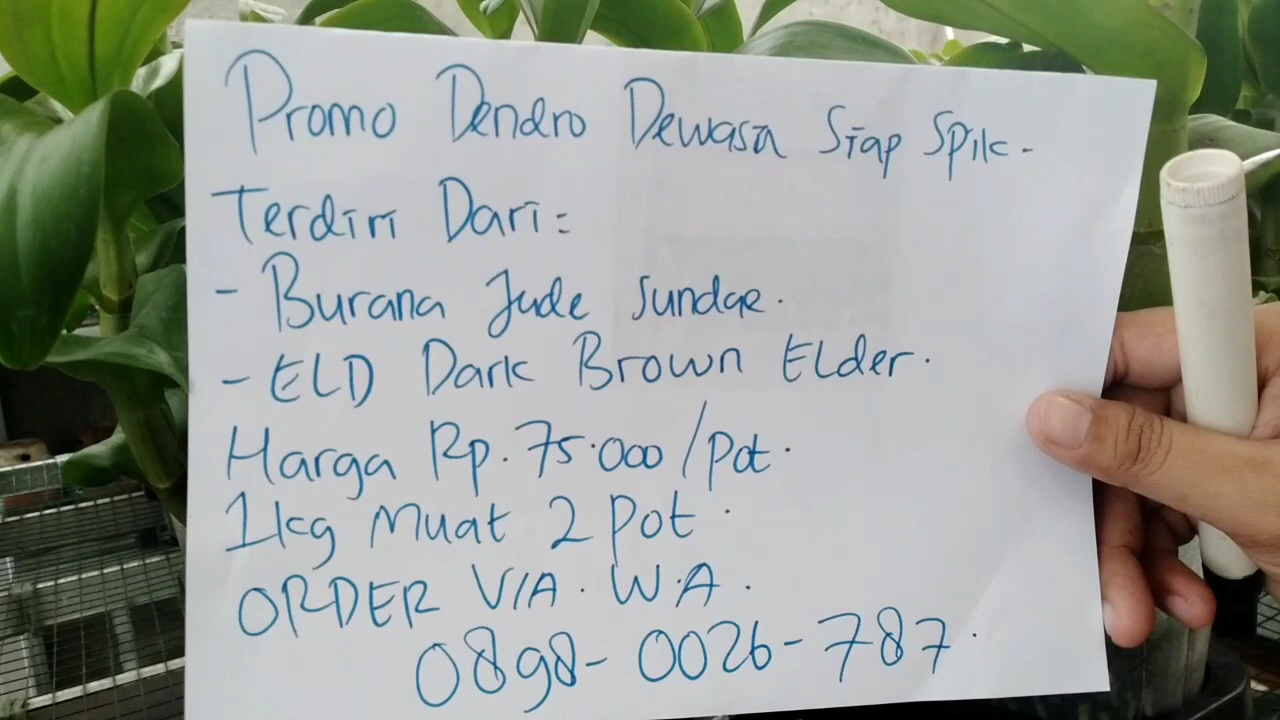 Promo Dendro Dewasa Siap Spik.
Terdiri Dari:
- Burana Jude Sundae.
- ELD Dark Brown Elder.
Harga Rp. 75.000/pot.
1kg Muat 2 pot.
ORDER VIA. W.A.
0898-0026-787.